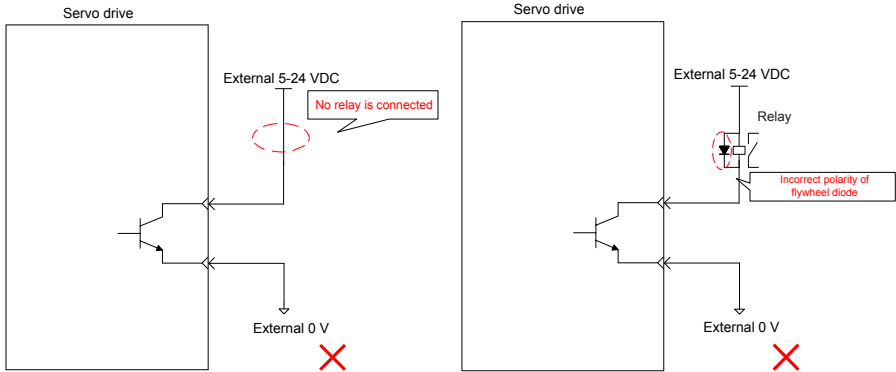 Servo drive
External 5-24 VDC
No relay is connected
External 0 V
Servo drive
External 5-24 VDC
Relay
Incorrect polarity of
flywheel diode
External 0 V